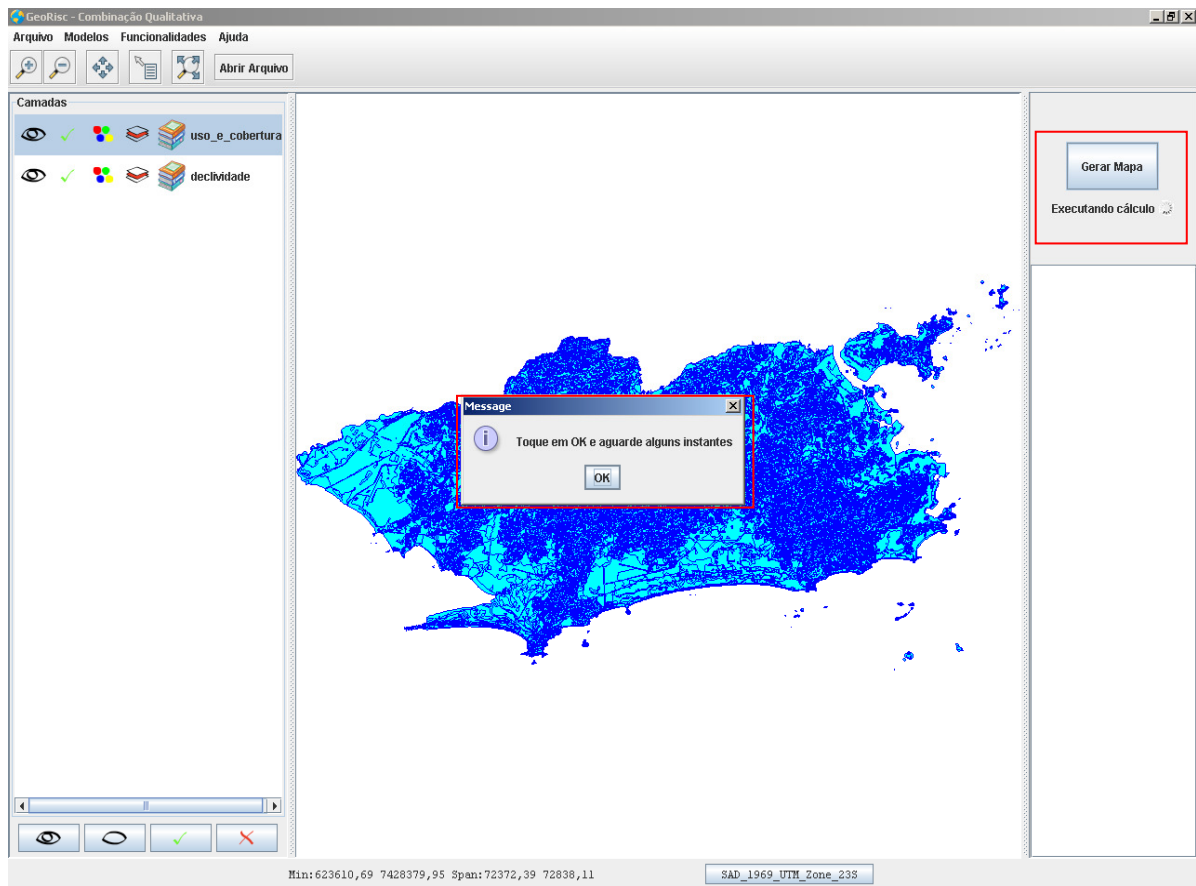 GeoRisc - Combinação Qualitativa
Arquivo Modelos Funcionalidades Ajuda
Abrir Arquivo
Camadas
uso_e_cobertura
declividade
Gerar Mapa
Executando cálculo
Message
Toque em OK e aguarde alguns instantes
OK
Min:623610,69 7428379,95 Span:72372,39 72838,11
SAD_1969_UTM_Zone_23S